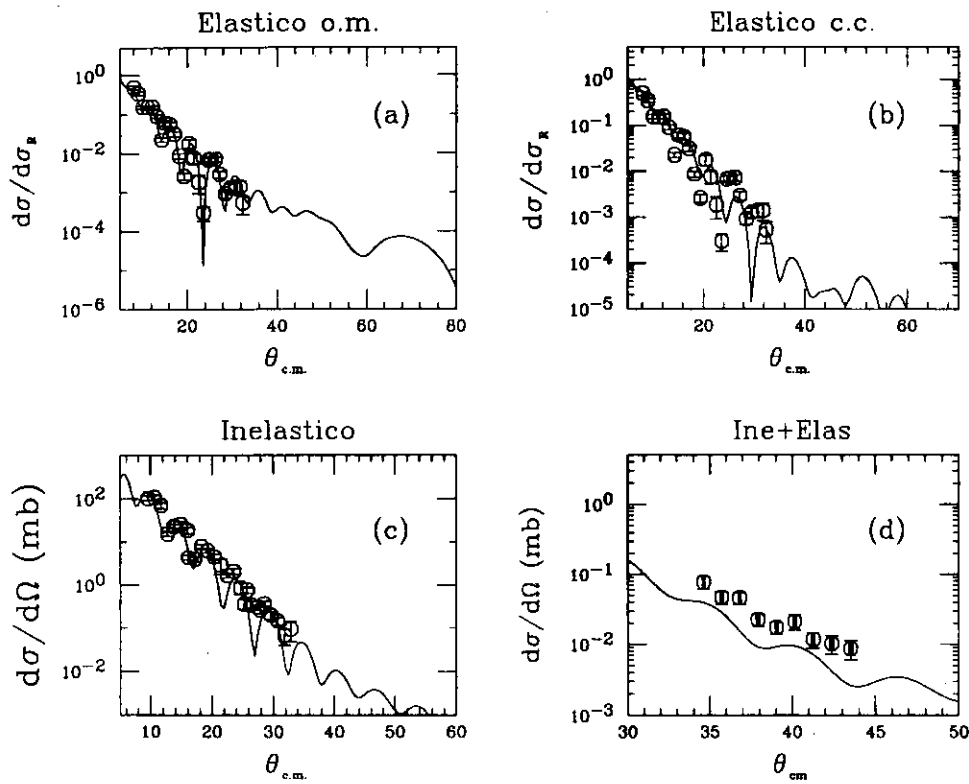 Elastico o.m.
dσ/dσ_R
10^0
10^-2
10^-4
10^-6
(a)
20
40
60
80
θ_c.m.
Elastico c.c.
dσ/dσ_R
10^0
10^-1
10^-2
10^-3
10^-4
10^-5
(b)
20
40
60
θ_c.m.
Inelastico
dσ/dΩ (mb)
10^2
10^0
10^-2
(c)
10
20
30
40
50
60
θ_c.m.
Ine+Elas
dσ/dΩ (mb)
10^0
10^-1
10^-2
10^-3
(d)
30
35
40
45
50
θ_cm